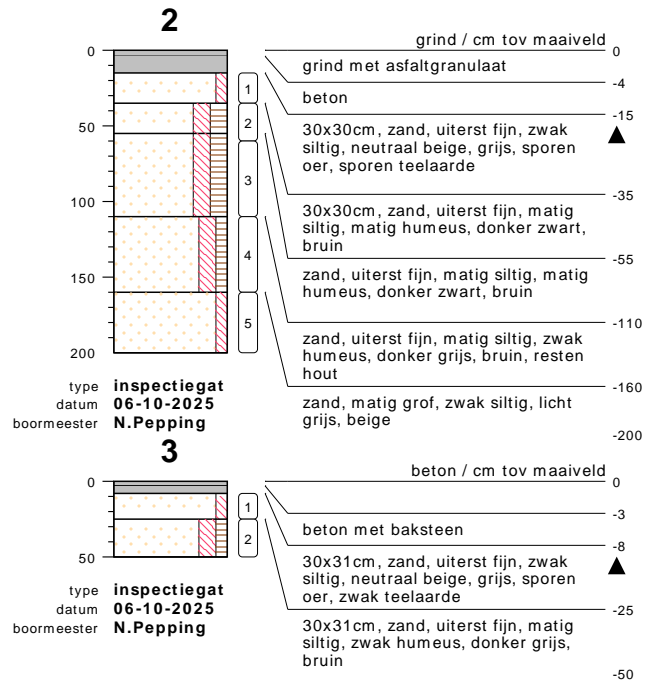 2
grind / cm tov maaiveld
0
0
grind met asfaltgranulaat
-4
beton
-15
1
30x30cm, zand, uiterst fijn, zwak
siltig, neutraal beige, grijs, sporen
oer, sporen teelaarde
50
2
-35
30x30cm, zand, uiterst fijn, matig
siltig, matig humeus, donker zwart,
bruin
3
-55
100
zand, uiterst fijn, matig siltig, matig
humeus, donker zwart, bruin
4
-110
150
zand, uiterst fijn, matig siltig, zwak
humeus, donker grijs, bruin, resten
hout
5
-160
200
zand, matig grof, zwak siltig, licht
grijs, beige
-200
type inspectiegat
datum 06-10-2025
boormeester N.Pepping
3
beton / cm tov maaiveld
0
0
-3
beton met baksteen
-8
1
30x31cm, zand, uiterst fijn, zwak
siltig, neutraal beige, grijs, sporen
oer, zwak teelaarde
2
-25
50
30x31cm, zand, uiterst fijn, matig
siltig, zwak humeus, donker grijs,
bruin
-50
type inspectiegat
datum 06-10-2025
boormeester N.Pepping